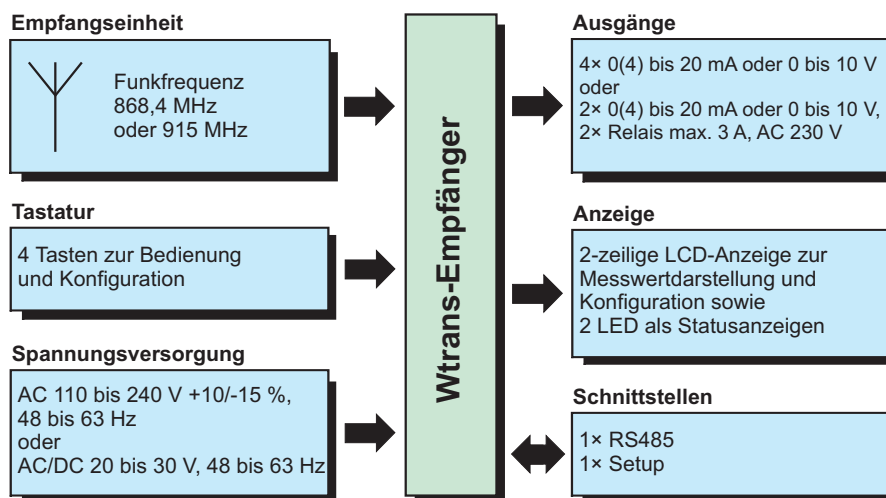 Empfangseinheit
Funkfrequenz
868,4 MHz
oder 915 MHz
Tastatur
4 Tasten zur Bedienung
und Konfiguration
Spannungsversorgung
AC 110 bis 240 V +10/-15 %,
48 bis 63 Hz
oder
AC/DC 20 bis 30 V, 48 bis 63 Hz
Wtrans-Empfänger
Ausgänge
4× 0(4) bis 20 mA oder 0 bis 10 V
oder
2× 0(4) bis 20 mA oder 0 bis 10 V,
2× Relais max. 3 A, AC 230 V
Anzeige
2-zeilige LCD-Anzeige zur
Messwertdarstellung und
Konfiguration sowie
2 LED als Statusanzeigen
Schnittstellen
1× RS485
1× Setup